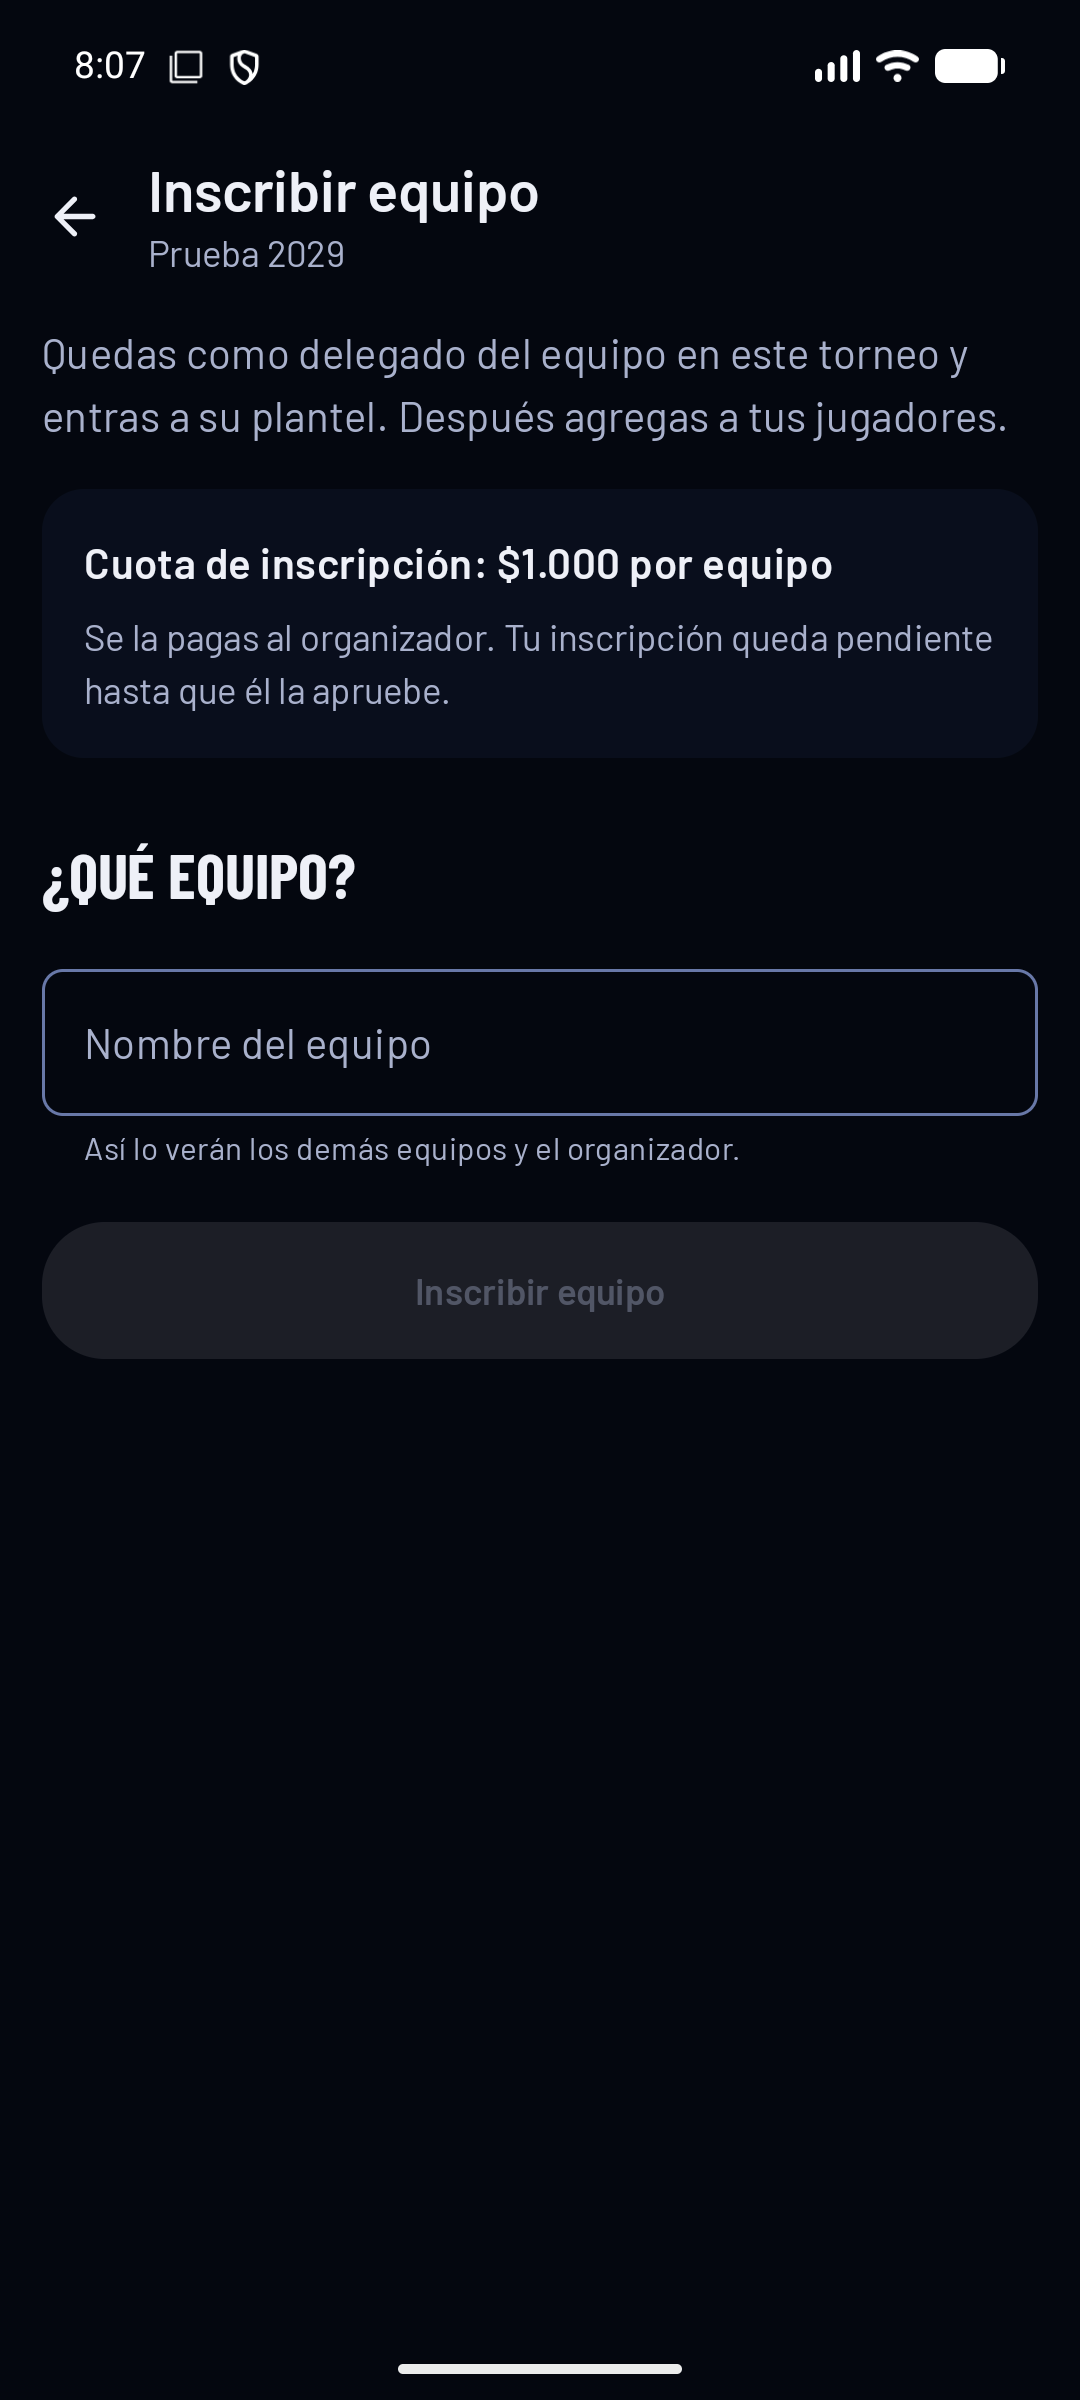 8:07
Inscribir equipo
Prueba 2029
Quedas como delegado del equipo en este torneo y
entras a su plantel. Después agregas a tus jugadores.
Cuota de inscripción: $1.000 por equipo
Se la pagas al organizador. Tu inscripción queda pendiente
hasta que él la apruebe.
¿QUÉ EQUIPO?
Nombre del equipo
Así lo verán los demás equipos y el organizador.
Inscribir equipo